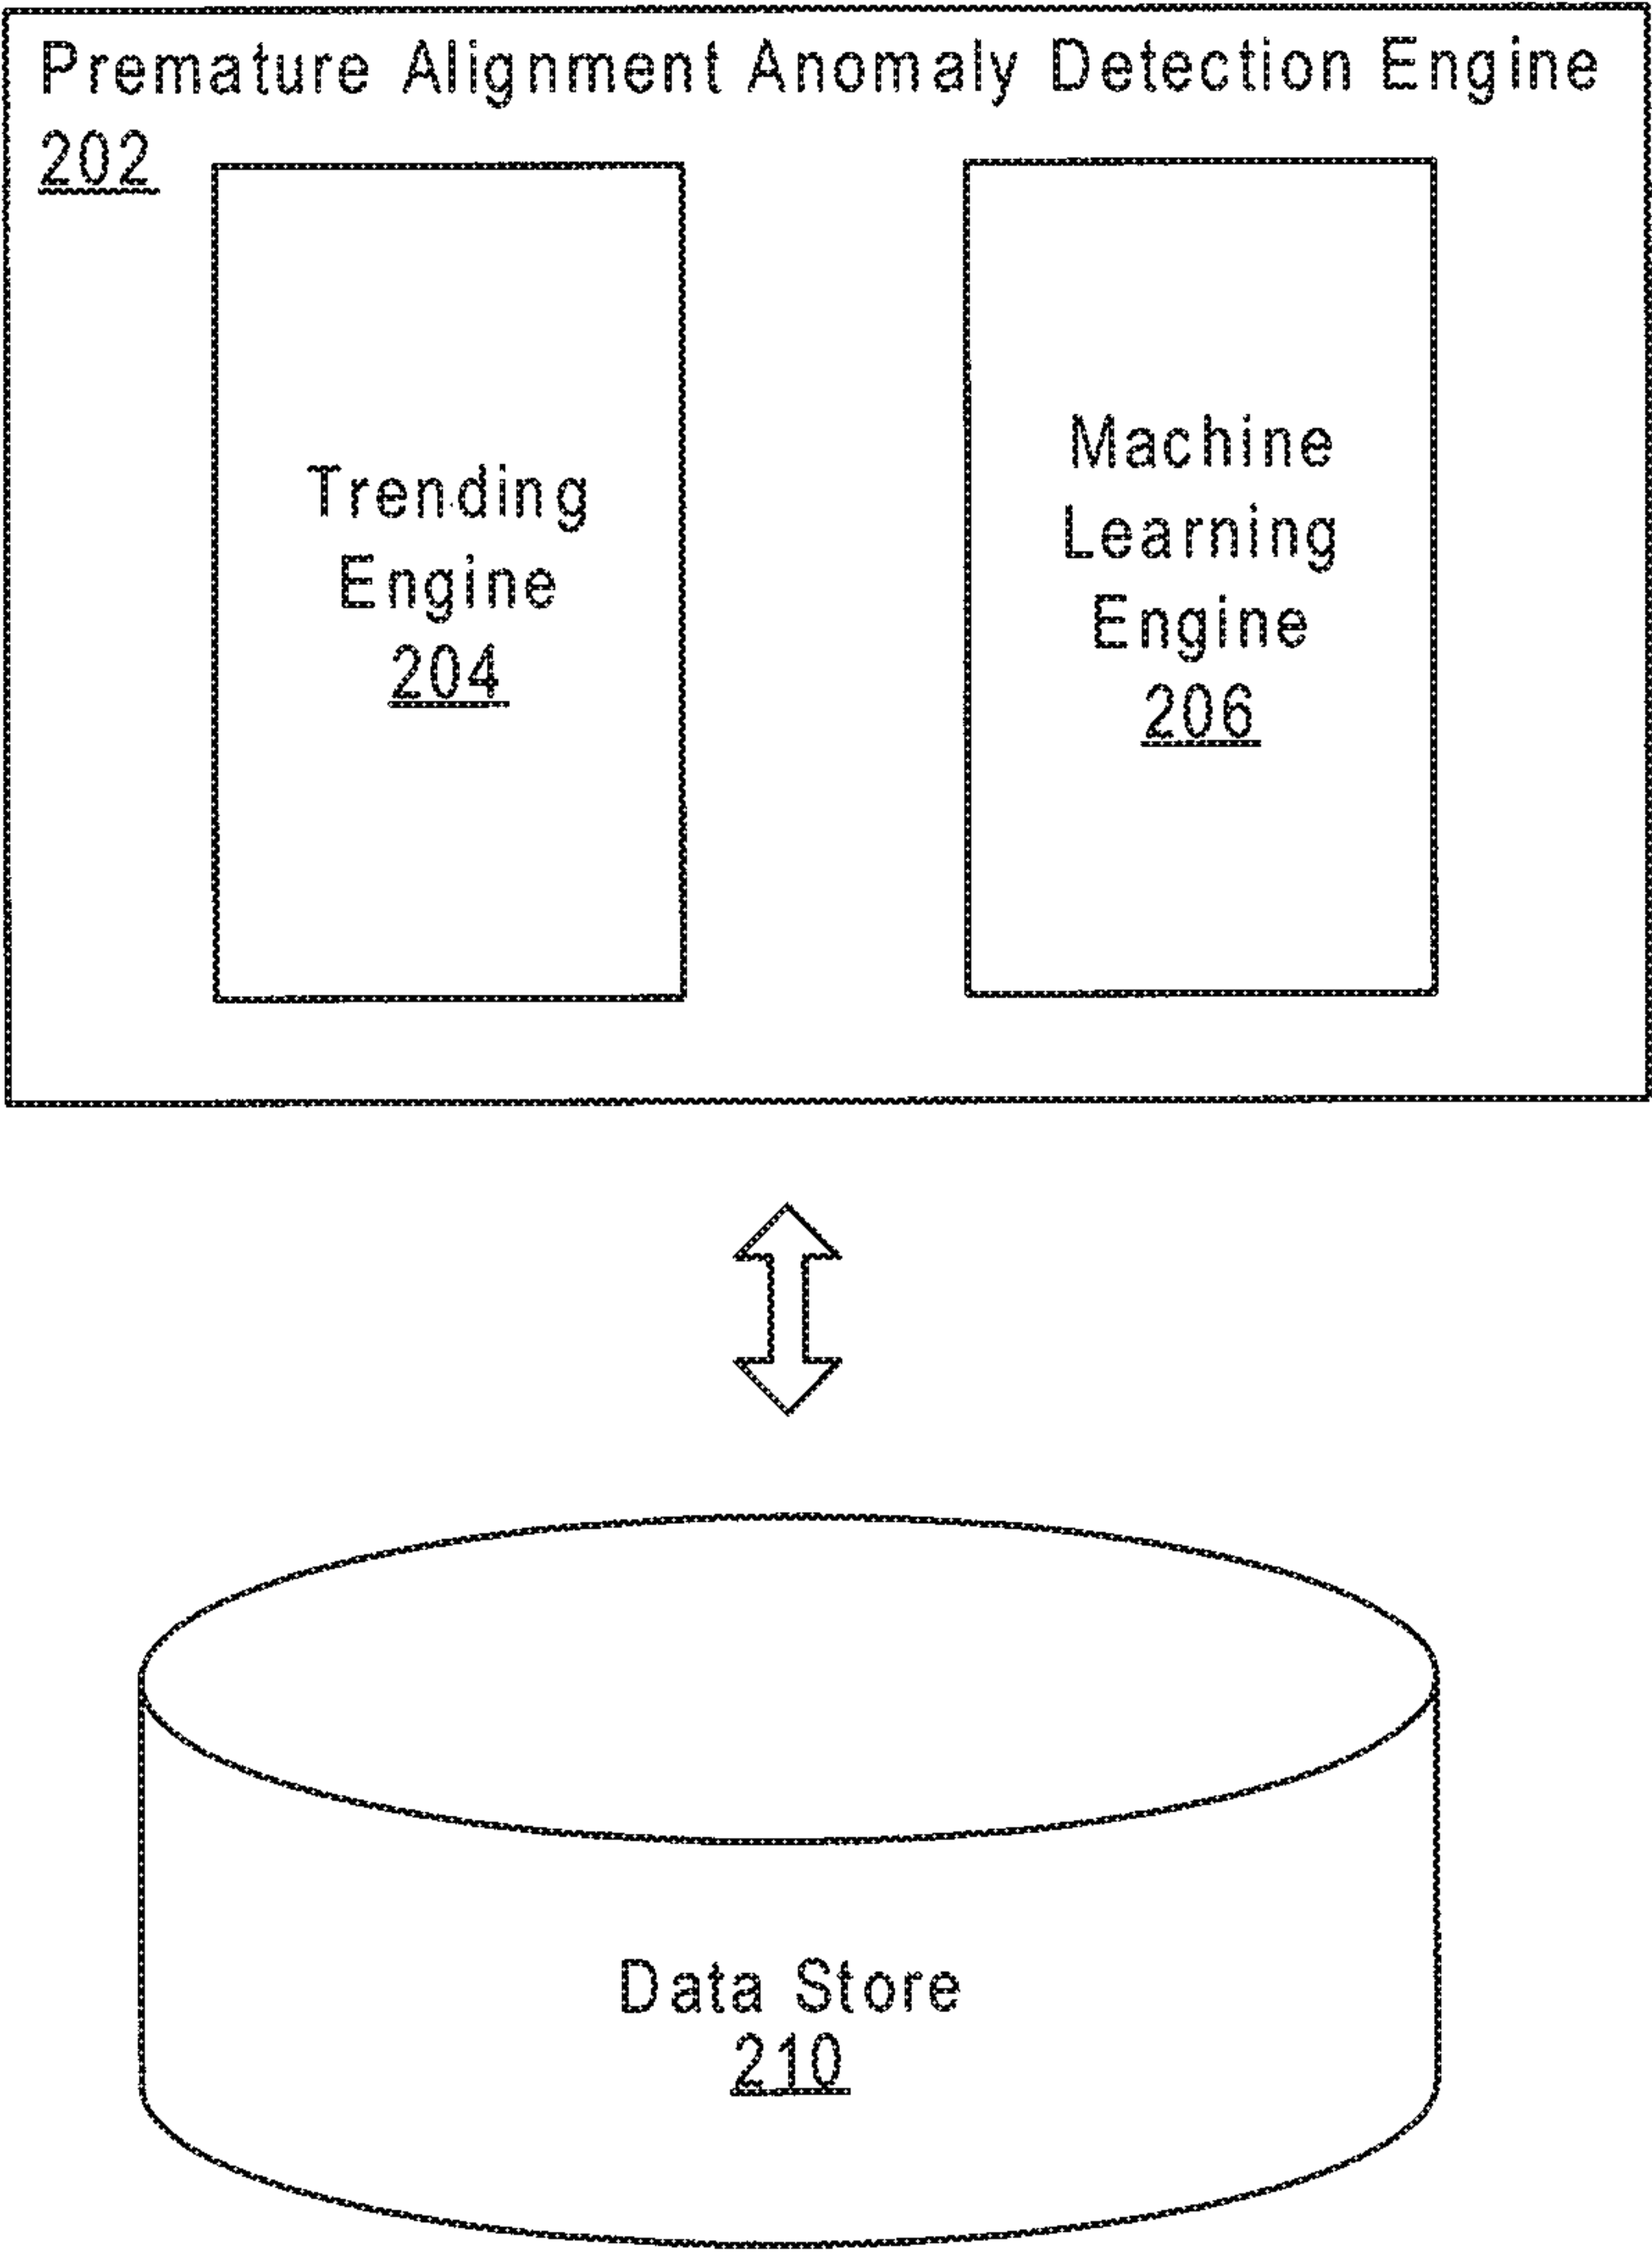 Premature Alignment Anomaly Detection Engine
202
Trending
Engine
204
Machine
Learning
Engine
206
Data Store
210